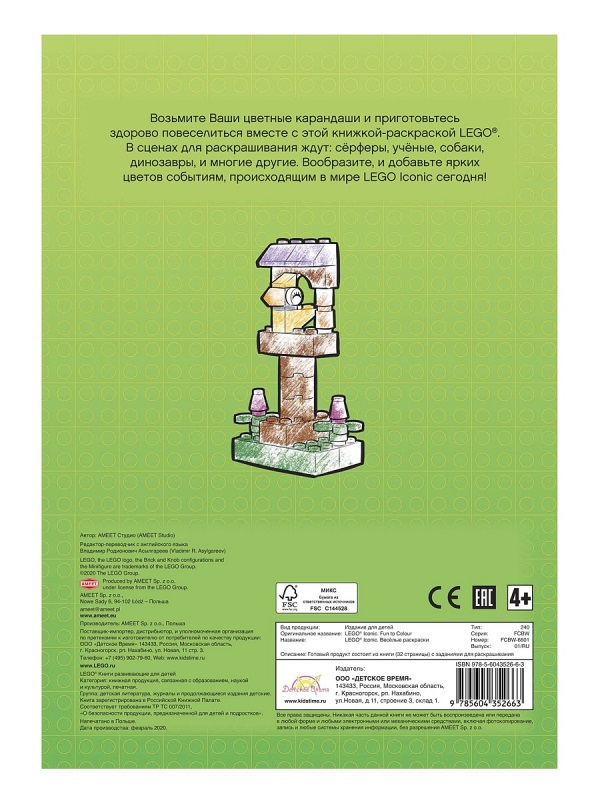 Возьмите Ваши цветные карандаши и приготовьтесь
здорово повеселиться вместе с этой книжкой-раскраской LEGO®.
В сценах для раскрашивания ждут: сёрферы, учёные, собаки,
динозавры, и многие другие. Вообразите, и добавьте ярких
цветов событиям, происходящим в мире LEGO Iconic сегодня!
Автор: AMEET Студио (AMEET Studio)
Редактор-переводчик с английского языка
Владимир Родионович Асылгареев (Vladimir R. Asylgareev)
LEGO, the LEGO logo, the Brick and Knob configurations and
the Minifigure are trademarks of the LEGO Group.
©2020 The LEGO Group.
AMEET
Produced by AMEET Sp. z o.o.
under license from the LEGO Group.
AMEET Sp. z o.o.,
Nowe Sady 6, 94-102 Łódź – Польша
ameet@ameet.pl
www.ameet.eu
Производитель: AMEET Sp. z o.o., Польша
Поставщик-импортер, дистрибьютор, и уполномоченная организация
по претензиям к изготовителю от потребителей по качеству продукта:
ООО «Детское Время» 143433, Россия, Московская область,
г. Красногорск, рп. Нахабино, ул. Новая, 11 стр. 3.
Телефон: +7 (495) 902-79-60, Web: www.kidstime.ru
www.LEGO.ru
LEGO® Книги развивающие для детей
Категория: книжная продукция, связанная с образованием, наукой
и культурой, печатная.
Группа: детская литература, журналы и продолжающиеся издания детские.
Книга зарегистрирована в Российской Книжной Палате.
Соответствует требованиям ТР ТС 007/2011,
«О безопасности продукции, предназначенной для детей и подростков».
Напечатано в Польше.
Дата производства: февраль 2020.
FSC
www.fsc.org
МИКС
Бумага из
ответственных источников
FSC C144528
CE
EAC
4+
Вид продукции: Издание для детей
Оригинальное название: LEGO® Iconic. Fun to Colour
Название: LEGO® Iconic. Весёлые раскраски
Тип: 240
Серия: FCBW
Номер: FCBW-6601
Выпуск: 01/RU
Описание: Готовый продукт состоит из книги (32 страницы) с заданиями для раскрашивания
Издатель:
ООО «ДЕТСКОЕ ВРЕМЯ»
143433, Россия, Московская область,
г. Красногорск, рп. Нахабино,
ул.Новая, д.11, строение 3, склад 1.
Детское Время
www.kidstime.ru
ISBN 978-5-6043526-6-3
9 785604 352663
Все права защищены. Никакая часть данной книги не может быть воспроизведена или передана
в любой форме и любыми электронными или механическими средствами, включая фотокопирование,
запись и любые системы хранения информации, без разрешения AMEET Sp. z o.o.